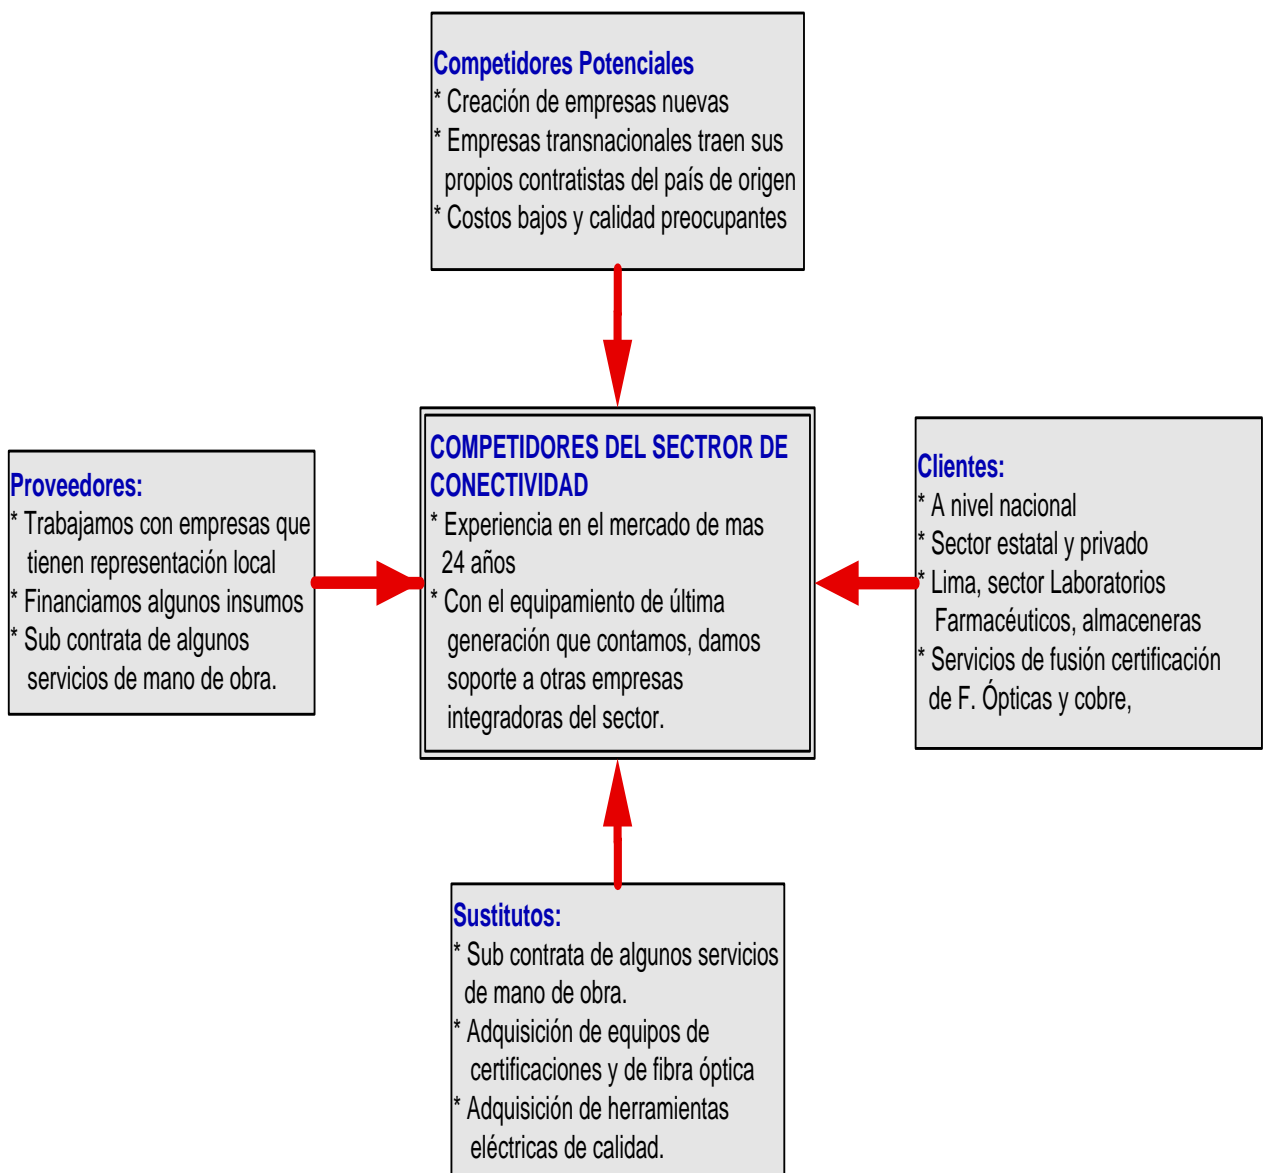 Competidores Potenciales
* Creación de empresas nuevas
* Empresas transnacionales traen sus
propios contratistas del país de origen
* Costos bajos y calidad preocupantes
Proveedores:
* Trabajamos con empresas que
tienen representación local
* Financiamos algunos insumos
* Sub contrata de algunos
servicios de mano de obra.
COMPETIDORES DEL SECTROR DE
CONECTIVIDAD
* Experiencia en el mercado de mas
24 años
* Con el equipamiento de última
generación que contamos, damos
soporte a otras empresas
integradoras del sector.
Clientes:
* A nivel nacional
* Sector estatal y privado
* Lima, sector Laboratorios
Farmacéuticos, almaceneras
* Servicios de fusión certificación
de F. Ópticas y cobre,
Sustitutos:
* Sub contrata de algunos servicios
de mano de obra.
* Adquisición de equipos de
certificaciones y de fibra óptica
* Adquisición de herramientas
eléctricas de calidad.